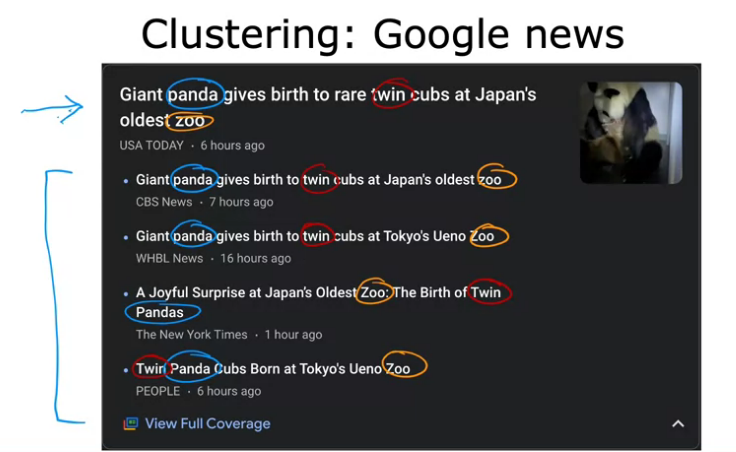 Clustering: Google news
Giant panda gives birth to rare twin cubs at Japan's
oldest zoo
USA TODAY · 6 hours ago
• Giant panda gives birth to twin cubs at Japan's oldest zoo
CBS News · 7 hours ago
• Giant panda gives birth to twin cubs at Tokyo's Ueno Zoo
WHBL News · 16 hours ago
• A Joyful Surprise at Japan's Oldest Zoo: The Birth of Twin
Pandas
The New York Times · 1 hour ago
• Twin Panda Cubs Born at Tokyo's Ueno Zoo
PEOPLE · 6 hours ago
View Full Coverage